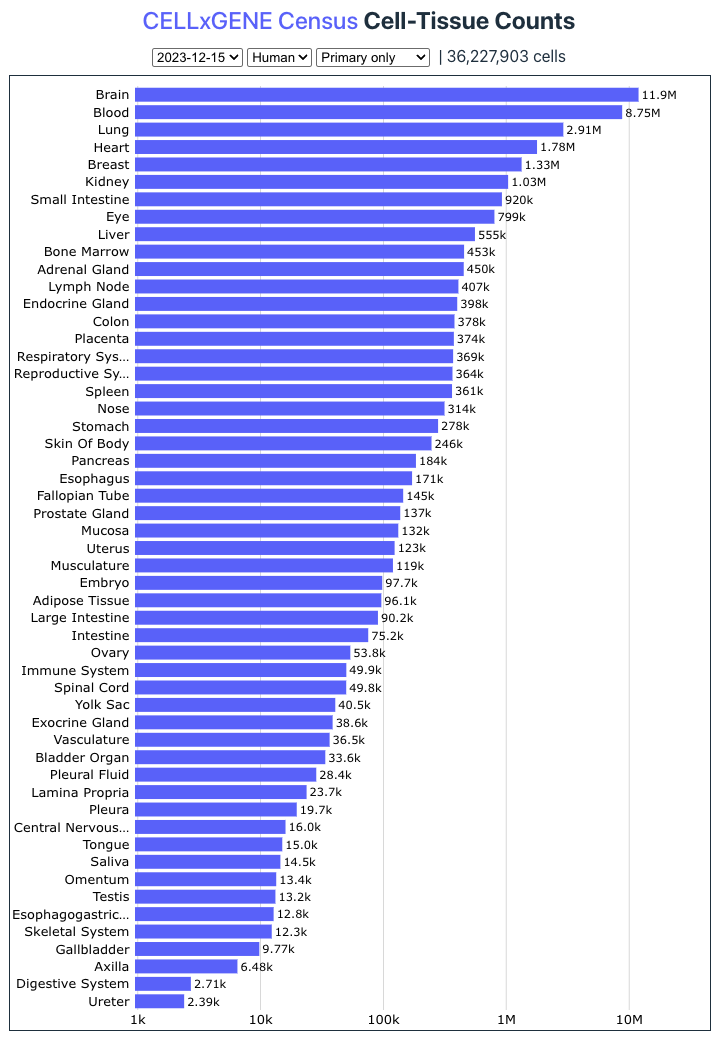 CELLxGENE Census Cell-Tissue Counts
2023-12-15 Human Primary only | 36,227,903 cells
Brain 11.9M
Blood 8.75M
Lung 2.91M
Heart 1.78M
Breast 1.33M
Kidney 1.03M
Small Intestine 920k
Eye 799k
Liver 555k
Bone Marrow 453k
Adrenal Gland 450k
Lymph Node 407k
Endocrine Gland 398k
Colon 378k
Placenta 374k
Respiratory Sys... 369k
Reproductive Sy... 364k
Spleen 361k
Nose 314k
Stomach 278k
Skin Of Body 246k
Pancreas 184k
Esophagus 171k
Fallopian Tube 145k
Prostate Gland 137k
Mucosa 132k
Uterus 123k
Musculature 119k
Embryo 97.7k
Adipose Tissue 96.1k
Large Intestine 90.2k
Intestine 75.2k
Ovary 53.8k
Immune System 49.9k
Spinal Cord 49.8k
Yolk Sac 40.5k
Exocrine Gland 38.6k
Vasculature 36.5k
Bladder Organ 33.6k
Pleural Fluid 28.4k
Lamina Propria 23.7k
Pleura 19.7k
Central Nervous... 16.0k
Tongue 15.0k
Saliva 14.5k
Omentum 13.4k
Testis 13.2k
Esophagogastric... 12.8k
Skeletal System 12.3k
Gallbladder 9.77k
Axilla 6.48k
Digestive System 2.71k
Ureter 2.39k
1k 10k 100k 1M 10M